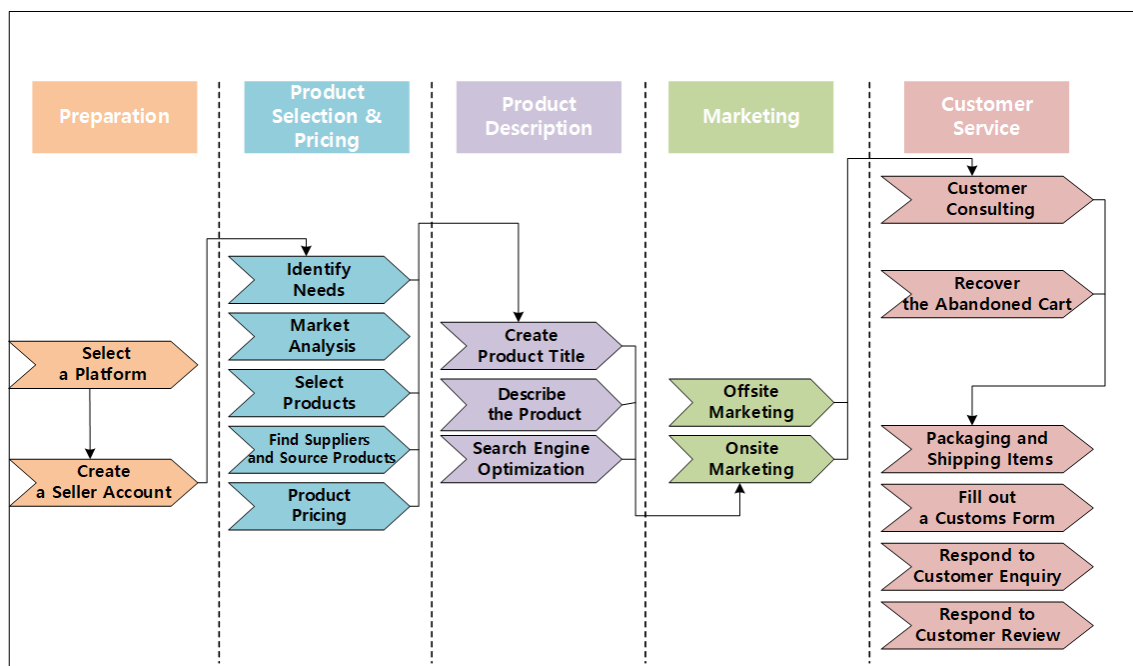 Preparation
Product
Selection &
Pricing
Product
Description
Marketing
Customer
Service
Select
a Platform
Create
a Seller Account
Identify
Needs
Market
Analysis
Select
Products
Find Suppliers
and Source Products
Product
Pricing
Create
Product Title
Describe
the Product
Search Engine
Optimization
Offsite
Marketing
Onsite
Marketing
Customer
Consulting
Recover
the Abandoned Cart
Packaging and
Shipping Items
Fill out
a Customs Form
Respond to
Customer Enquiry
Respond to
Customer Review